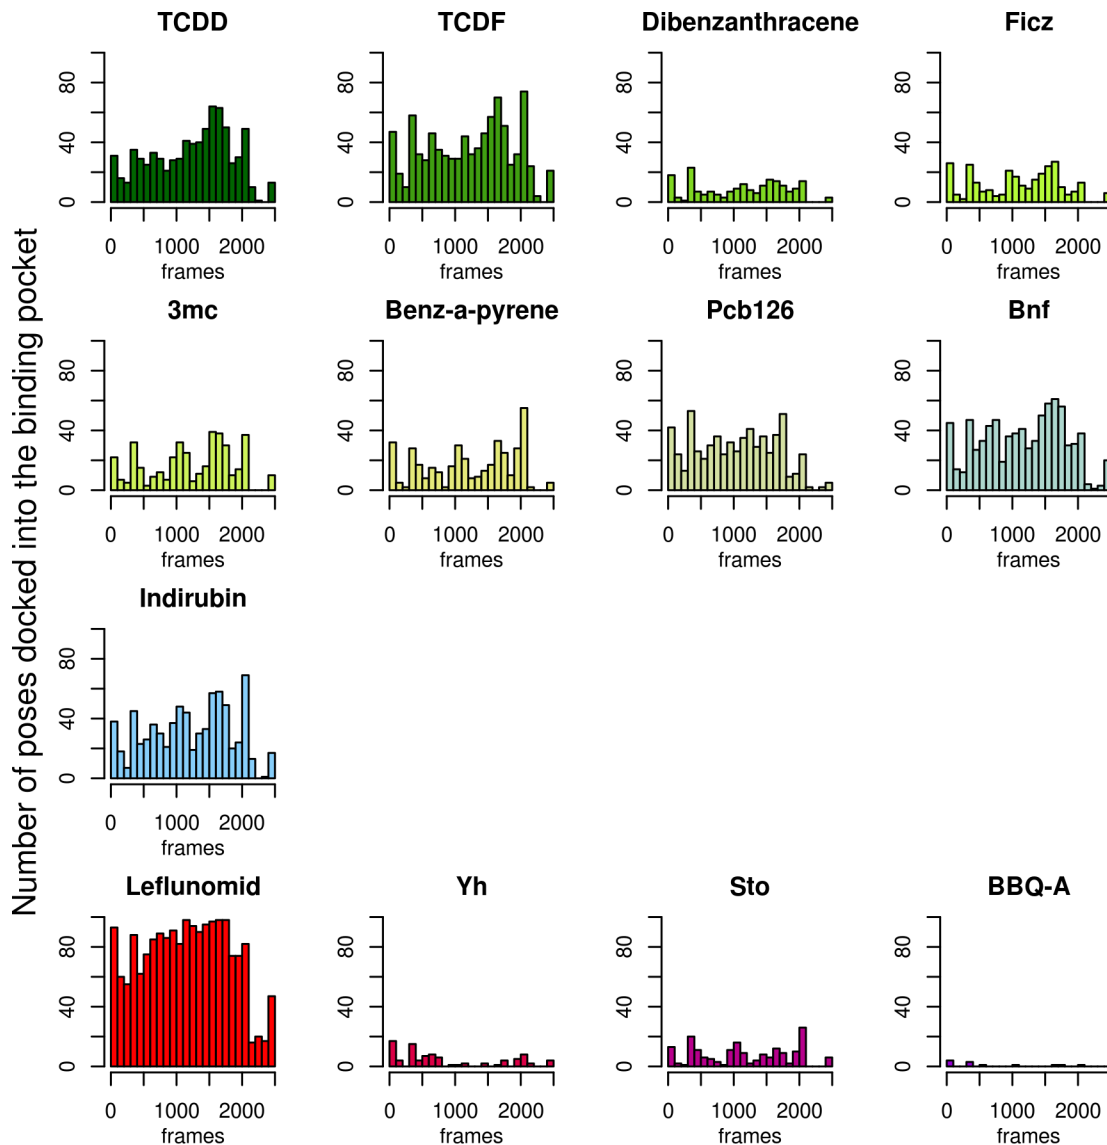 TCDD TCDF Dibenzanthracene Ficz
80 80 80 80
40 40 40 40
0 0 0 0
0 1000 2000 0 1000 2000 0 1000 2000 0 1000 2000
frames frames frames frames
Number of poses docked into the binding pocket
3mc Benz-a-pyrene Pcb126 Bnf
80 80 80 80
40 40 40 40
0 0 0 0
0 1000 2000 0 1000 2000 0 1000 2000 0 1000 2000
frames frames frames frames
Indirubin
80
40
0
0 1000 2000
frames
Leflunomid Yh Sto BBQ-A
80 80 80 80
40 40 40 40
0 0 0 0
0 1000 2000 0 1000 2000 0 1000 2000 0 1000 2000
frames frames frames frames